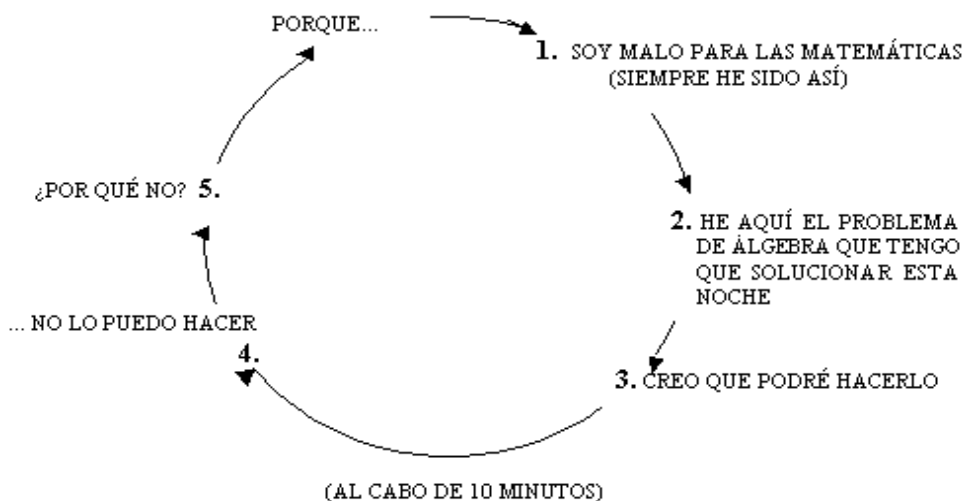 PORQUE...
1. SOY MALO PARA LAS MATEMÁTICAS
(SIEMPRE HE SIDO ASÍ)
2. HE AQUÍ EL PROBLEMA
DE ÁLGEBRA QUE TENGO
QUE SOLUCIONAR ESTA
NOCHE
3. CREO QUE PODRÉ HACERLO
(AL CABO DE 10 MINUTOS)
... NO LO PUEDO HACER
4.
¿POR QUÉ NO? 5.